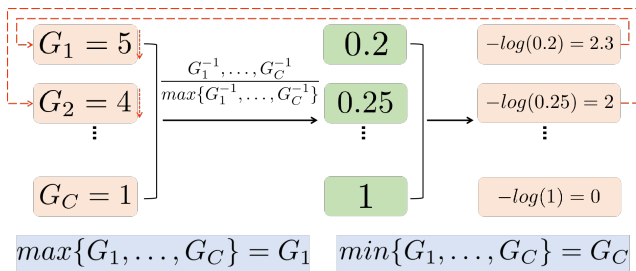 G_1 = 5
G_2 = 4
⋮
G_C = 1
\frac{G_1^{-1}, . . . , G_C^{-1}}{max\{G_1^{-1}, . . . , G_C^{-1}\}}
0.2
0.25
⋮
1
-log(0.2) = 2.3
-log(0.25) = 2
⋮
-log(1) = 0
max\{G_1, . . . , G_C\} = G_1
min\{G_1, . . . , G_C\} = G_C